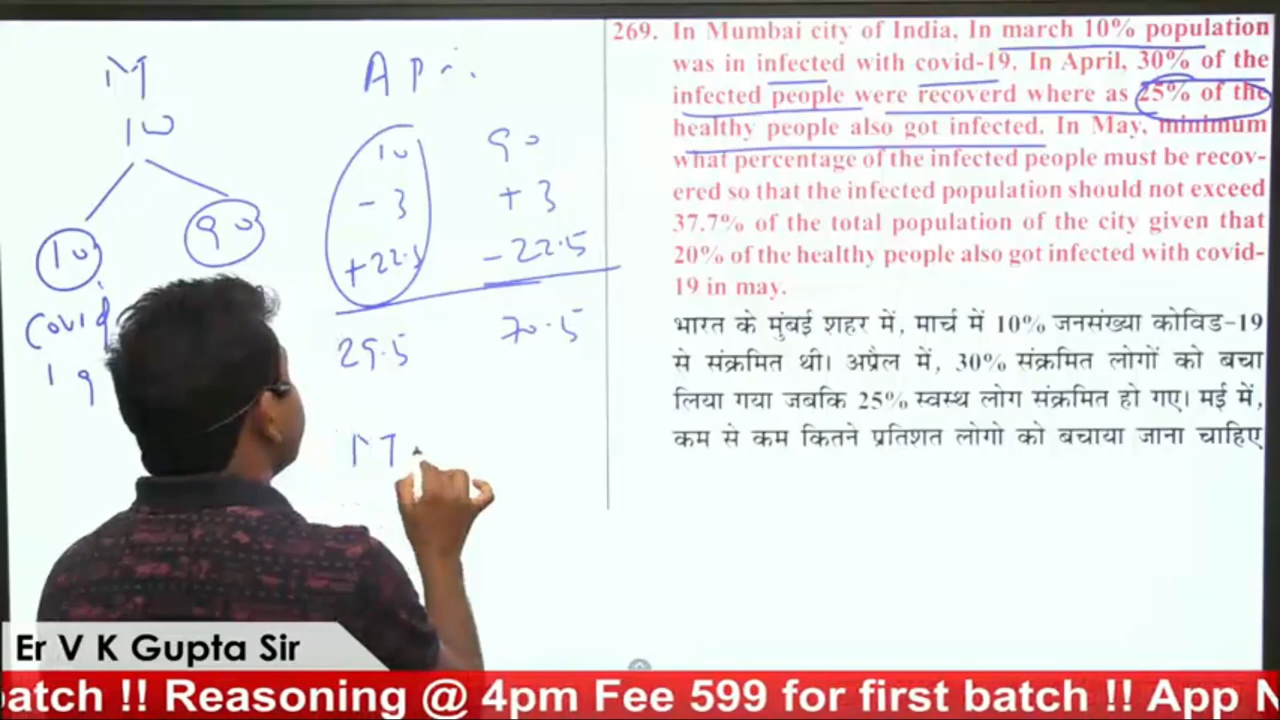 M
10
10
90
Covid
19
Apri.
10 90
- 3 + 3
+22.5 - 22.5
29.5 70.5
M
269. In Mumbai city of India, In march 10% population
was in infected with covid-19. In April, 30% of the
infected people were recoverd where as 25% of the
healthy people also got infected. In May, minimum
what percentage of the infected people must be recov-
ered so that the infected population should not exceed
37.7% of the total population of the city given that
20% of the healthy people also got infected with covid-
19 in may.
भारत के मुंबई शहर में, मार्च में 10% जनसंख्या कोविड-19
से संक्रमित थी। अप्रैल में, 30% संक्रमित लोगों को बचा
लिया गया जबकि 25% स्वस्थ लोग संक्रमित हो गए। मई में,
कम से कम कितने प्रतिशत लोगो को बचाया जाना चाहिए
Er V K Gupta Sir
batch !! Reasoning @ 4pm Fee 599 for first batch !! App N